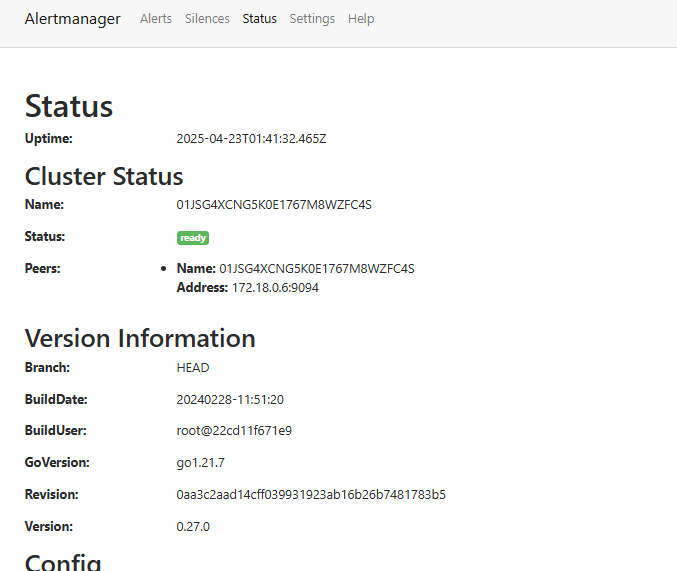 Alertmanager Alerts Silences Status Settings Help
Status
Uptime: 2025-04-23T01:41:32.465Z
Cluster Status
Name: 01JSG4XCNG5K0E1767M8WZFC4S
Status: ready
Peers: • Name: 01JSG4XCNG5K0E1767M8WZFC4S
Address: 172.18.0.6:9094
Version Information
Branch: HEAD
BuildDate: 20240228-11:51:20
BuildUser: root@22cd11f671e9
GoVersion: go1.21.7
Revision: 0aa3c2aad14cff039931923ab16b26b7481783b5
Version: 0.27.0
Config